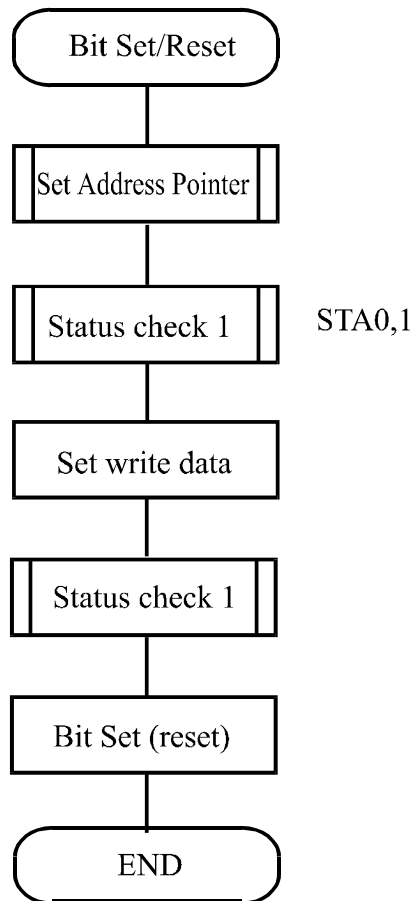 Bit Set/Reset
Set Address Pointer
Status check 1
STA0,1
Set write data
Status check 1
Bit Set (reset)
END